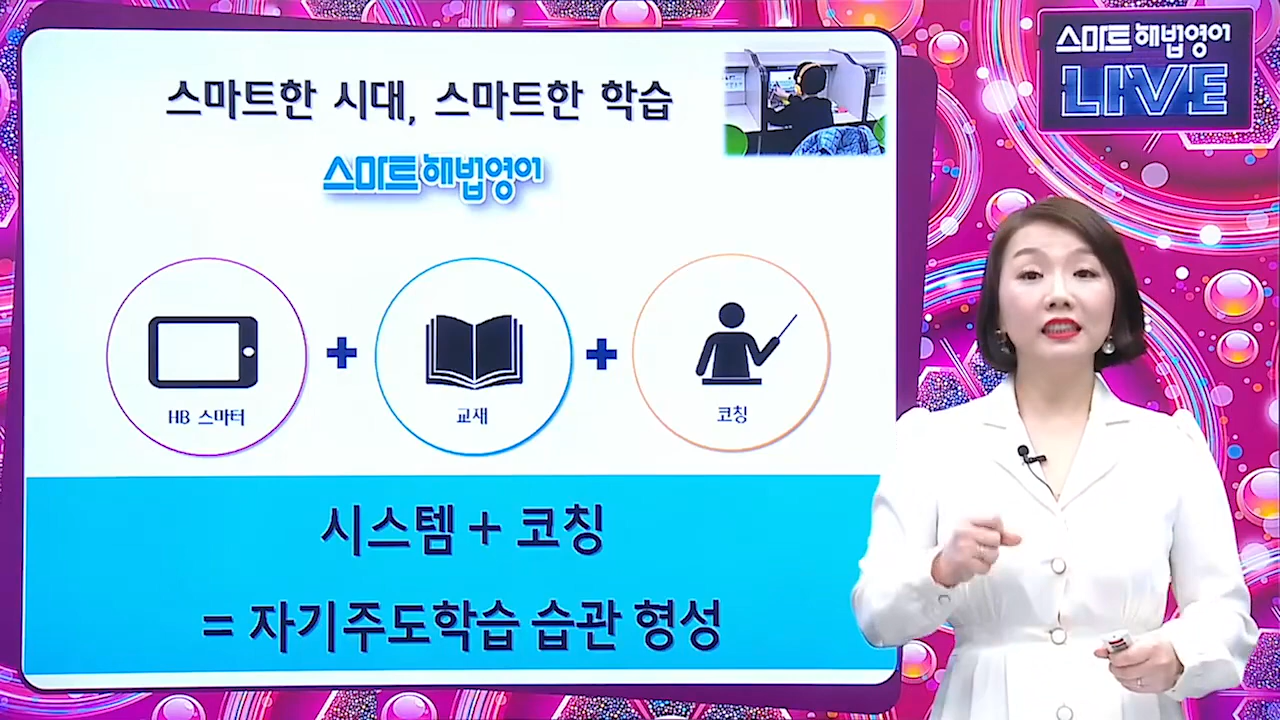 스마트한 시대, 스마트한 학습
스마트해법영어
HB 스마터
교재
코칭
시스템 + 코칭
= 자기주도학습 습관 형성
스마트해법영어
LIVE